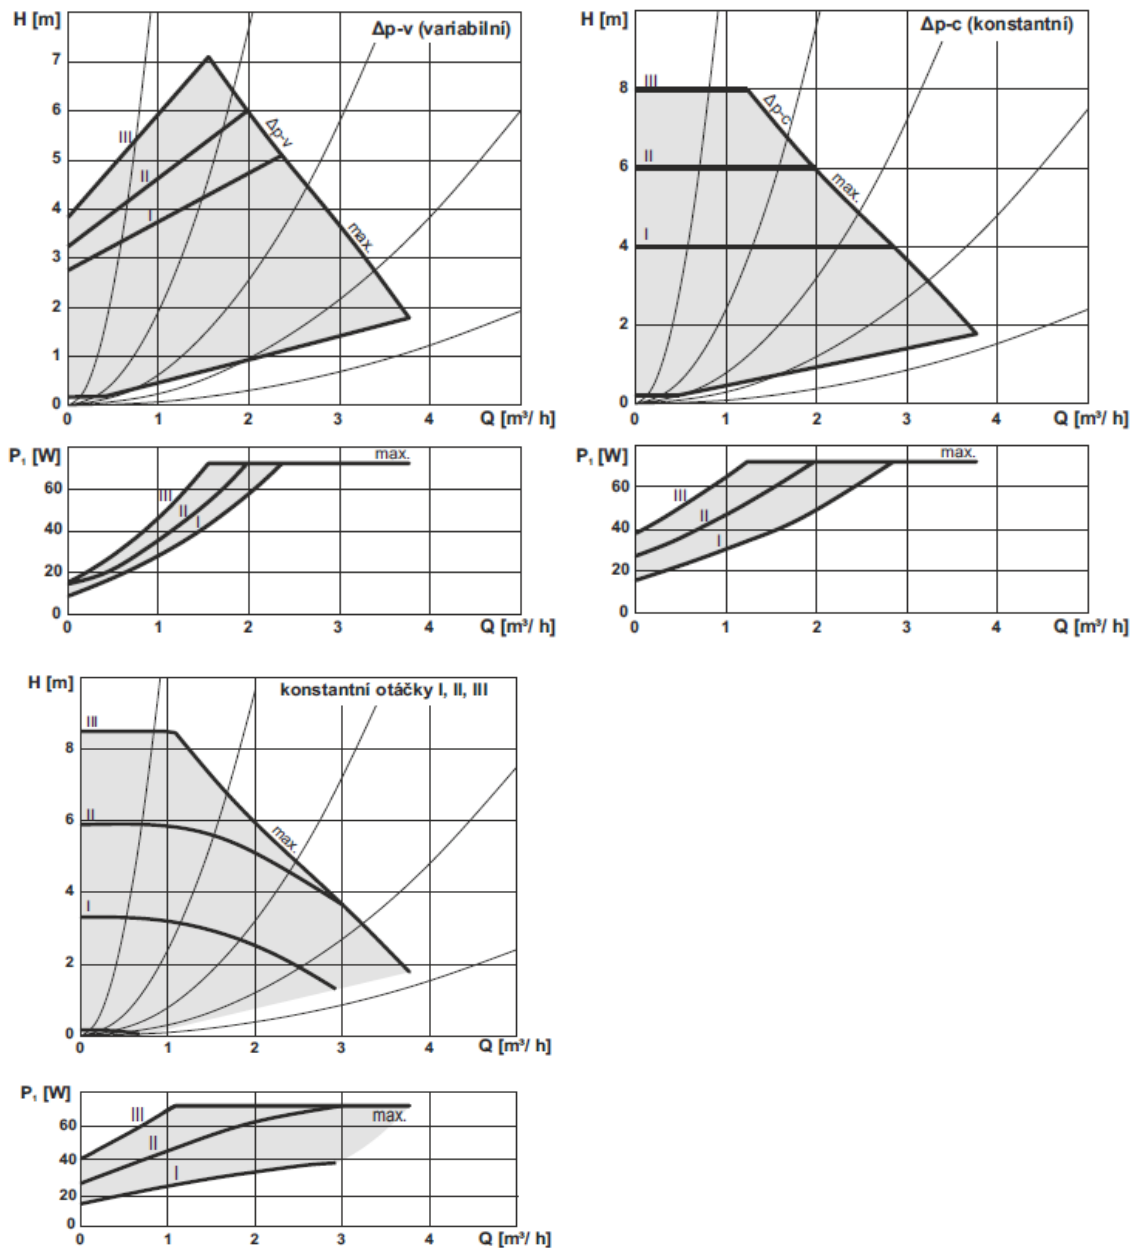 H [m]
Δp-v (variabilní)
7
6
5
4
3
2
1
0
III
II
I
Δp-v
max.
0 1 2 3 4 Q [m³/ h]
P₁ [W]
60
40
20
0
III
II
I
max.
0 1 2 3 4 Q [m³/ h]
H [m]
Δp-c (konstantní)
8
6
4
2
0
III
II
I
Δp-c
max.
0 1 2 3 4 Q [m³/ h]
P₁ [W]
60
40
20
0
III
II
I
max.
0 1 2 3 4 Q [m³/ h]
H [m]
konstantní otáčky I, II, III
8
6
4
2
0
III
II
I
max.
0 1 2 3 4 Q [m³/ h]
P₁ [W]
60
40
20
0
III
II
I
max.
0 1 2 3 4 Q [m³/ h]